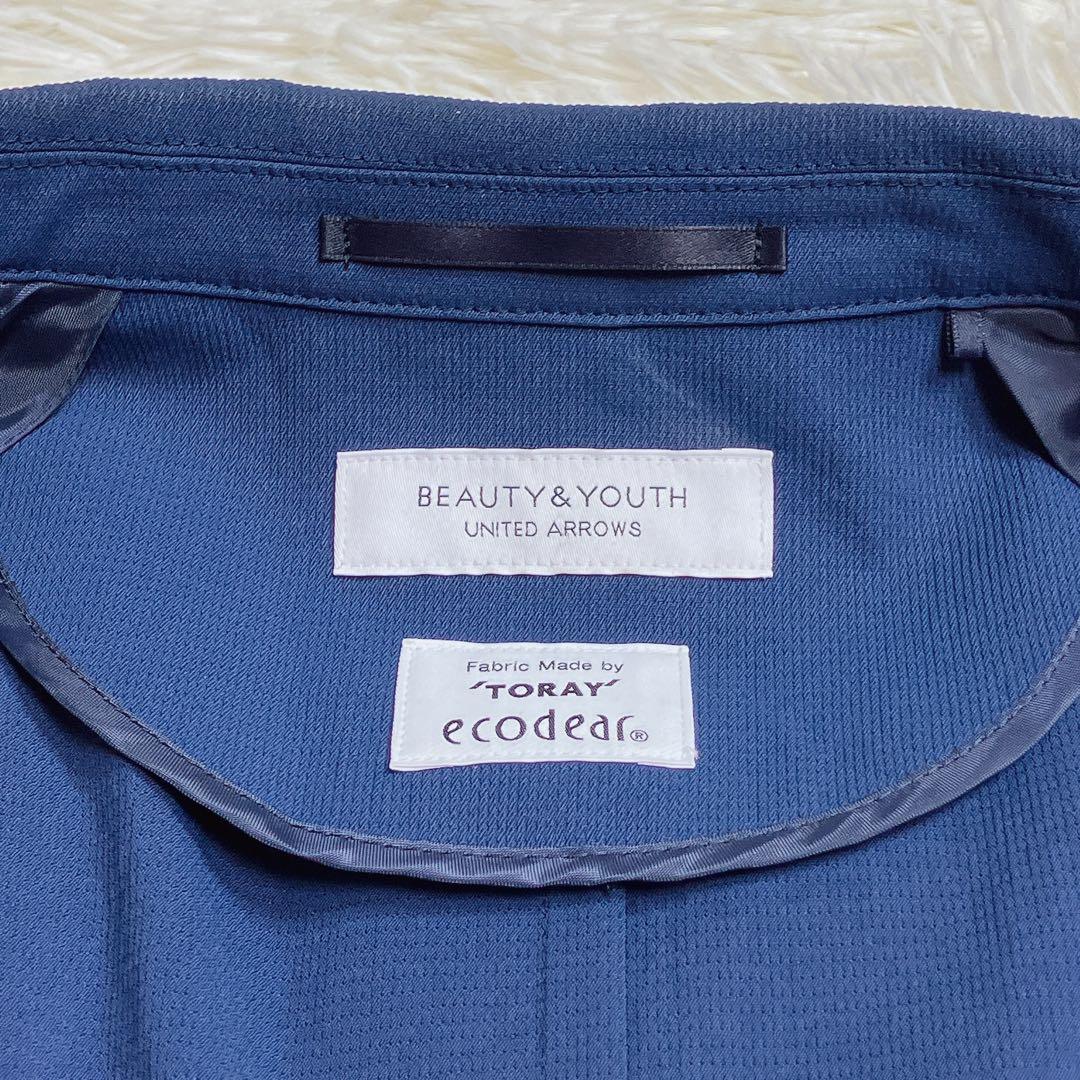 BEAUTY&YOUTH
UNITED ARROWS
Fabric Made by
'TORAY'
ecodear®